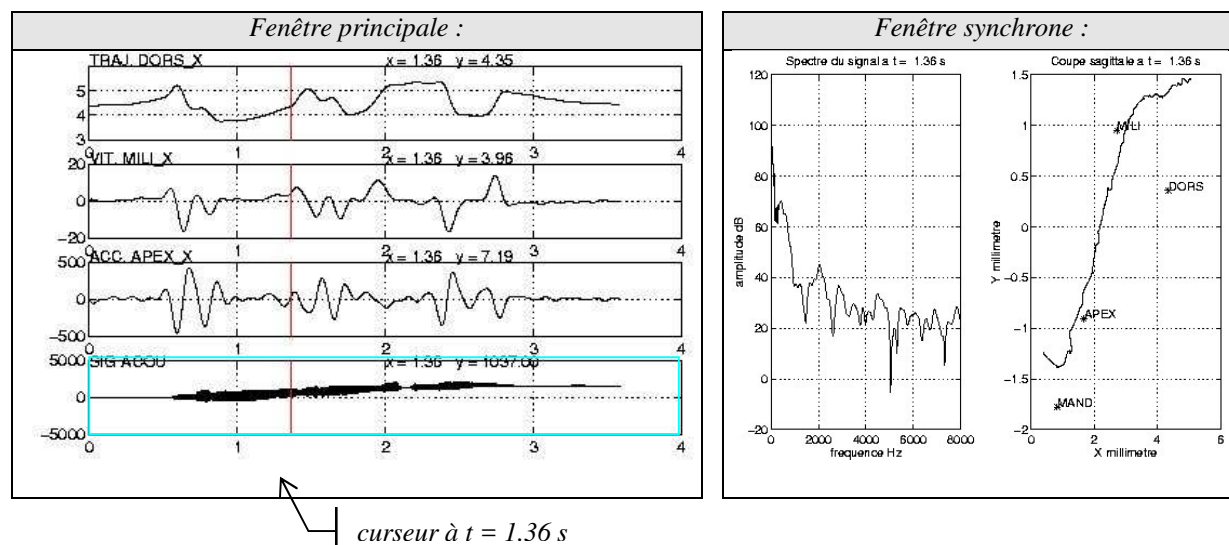 Fenêtre principale :
TRAJ. DORS_X x = 1.36 y = 4.35
5
4
3
0 1 2 3 4
VIT. MILI_X x = 1.36 y = 3.96
20
0
-20
0 1 2 3 4
ACC. APEX_X x = 1.36 y = 7.19
500
0
-500
0 1 2 3 4
SIG ACOU x = 1.36 y = 1037.00
5000
0
-5000
0 1 2 3 4
curseur à t = 1.36 s
Fenêtre synchrone :
Spectre du signal a t = 1.36 s
120
100
80
60
40
20
0
-20
0 2000 4000 6000 8000
amplitude dB
frequence Hz
Coupe sagittale a t = 1.36 s
1.5
1
0.5
0
-0.5
-1
-1.5
-2
0 2 4 6
Y millimetre
X millimetre
MILI
DORS
APEX
MAND